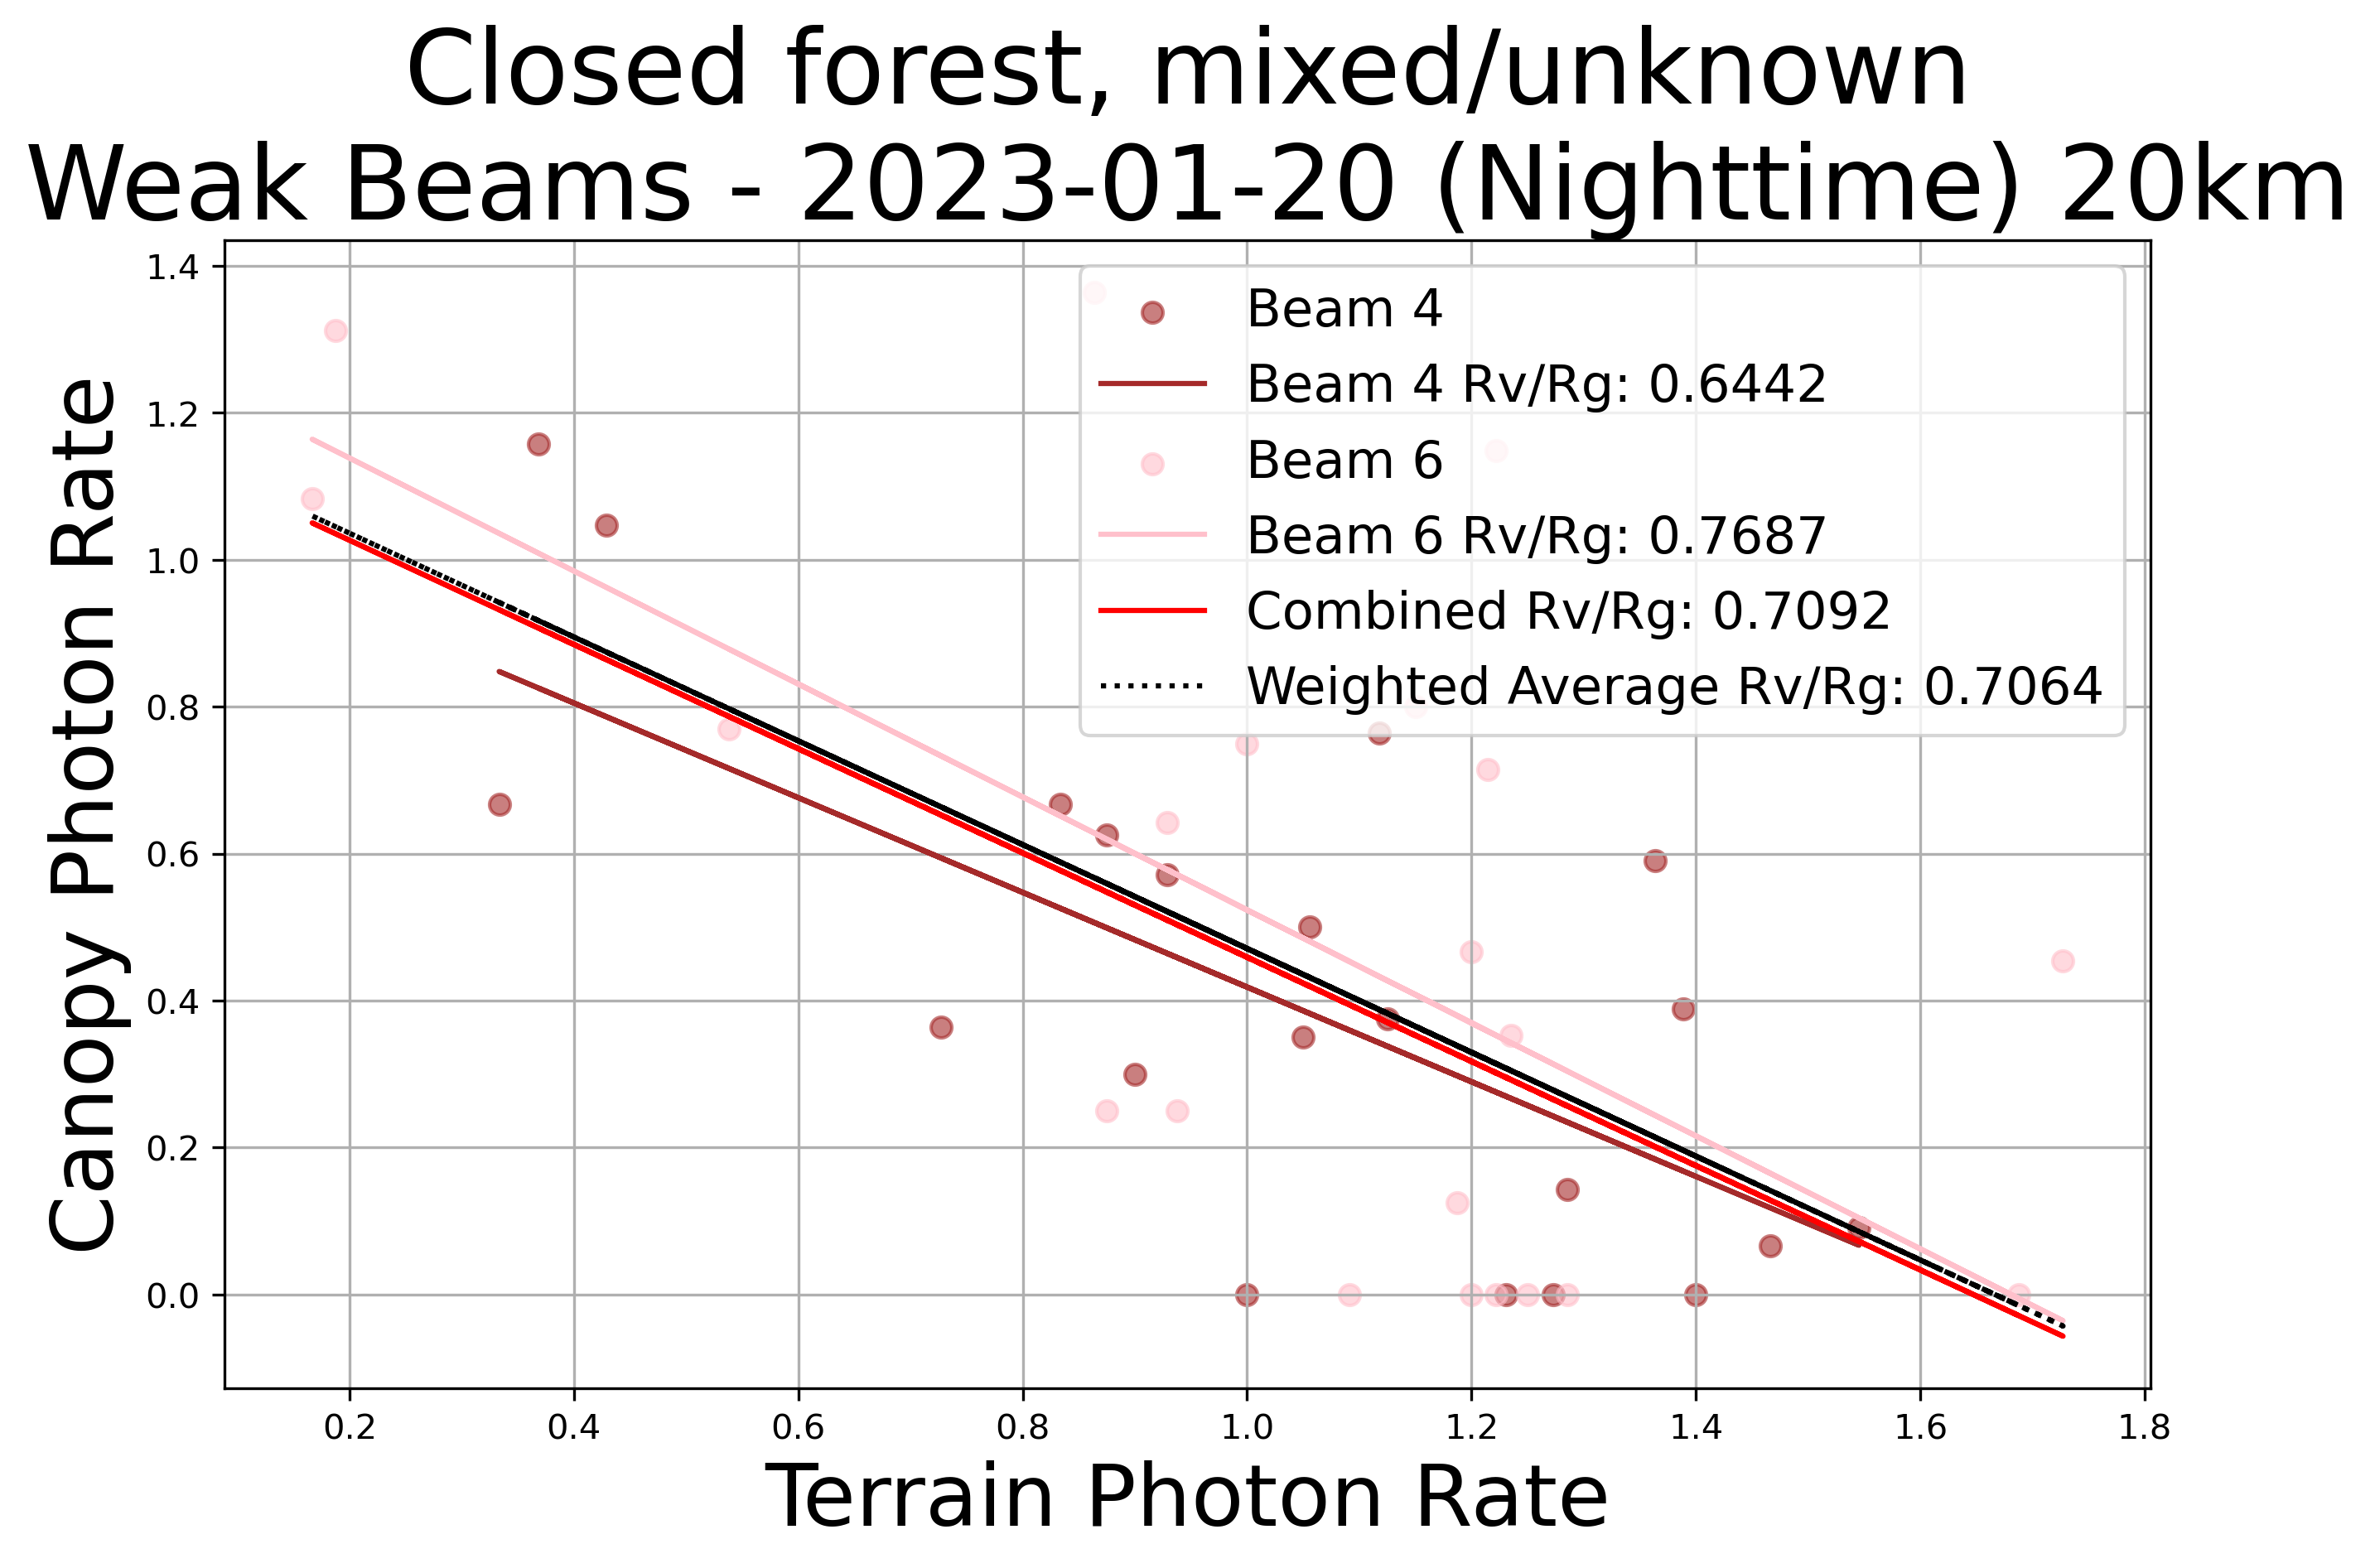 Closed forest, mixed/unknown
Weak Beams - 2023-01-20 (Nighttime) 20km
Canopy Photon Rate
1.4
1.2
1.0
0.8
0.6
0.4
0.2
0.0
Beam 4
Beam 4 Rv/Rg: 0.6442
Beam 6
Beam 6 Rv/Rg: 0.7687
Combined Rv/Rg: 0.7092
Weighted Average Rv/Rg: 0.7064
0.2 0.4 0.6 0.8 1.0 1.2 1.4 1.6 1.8
Terrain Photon Rate